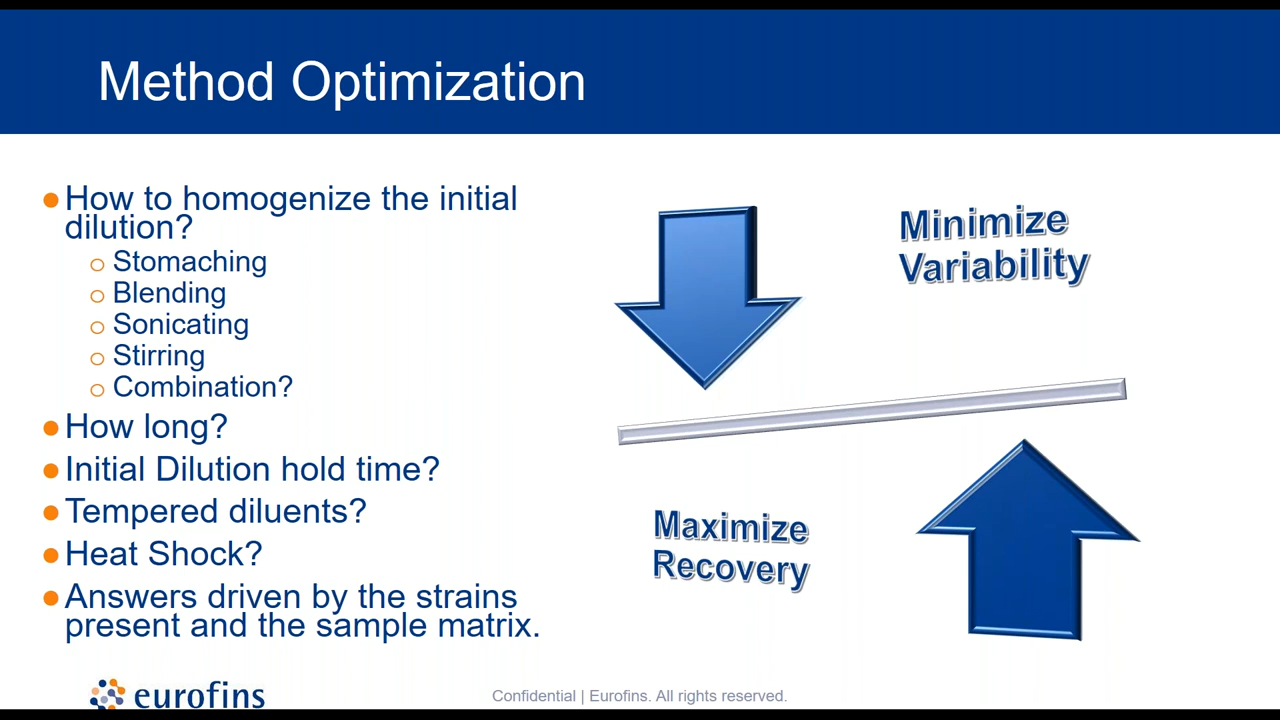 Method Optimization
●How to homogenize the initial
dilution?
o Stomaching
o Blending
o Sonicating
o Stirring
o Combination?
●How long?
●Initial Dilution hold time?
●Tempered diluents?
●Heat Shock?
●Answers driven by the strains
present and the sample matrix.
Minimize
Variability
Maximize
Recovery
eurofins
Confidential | Eurofins. All rights reserved.